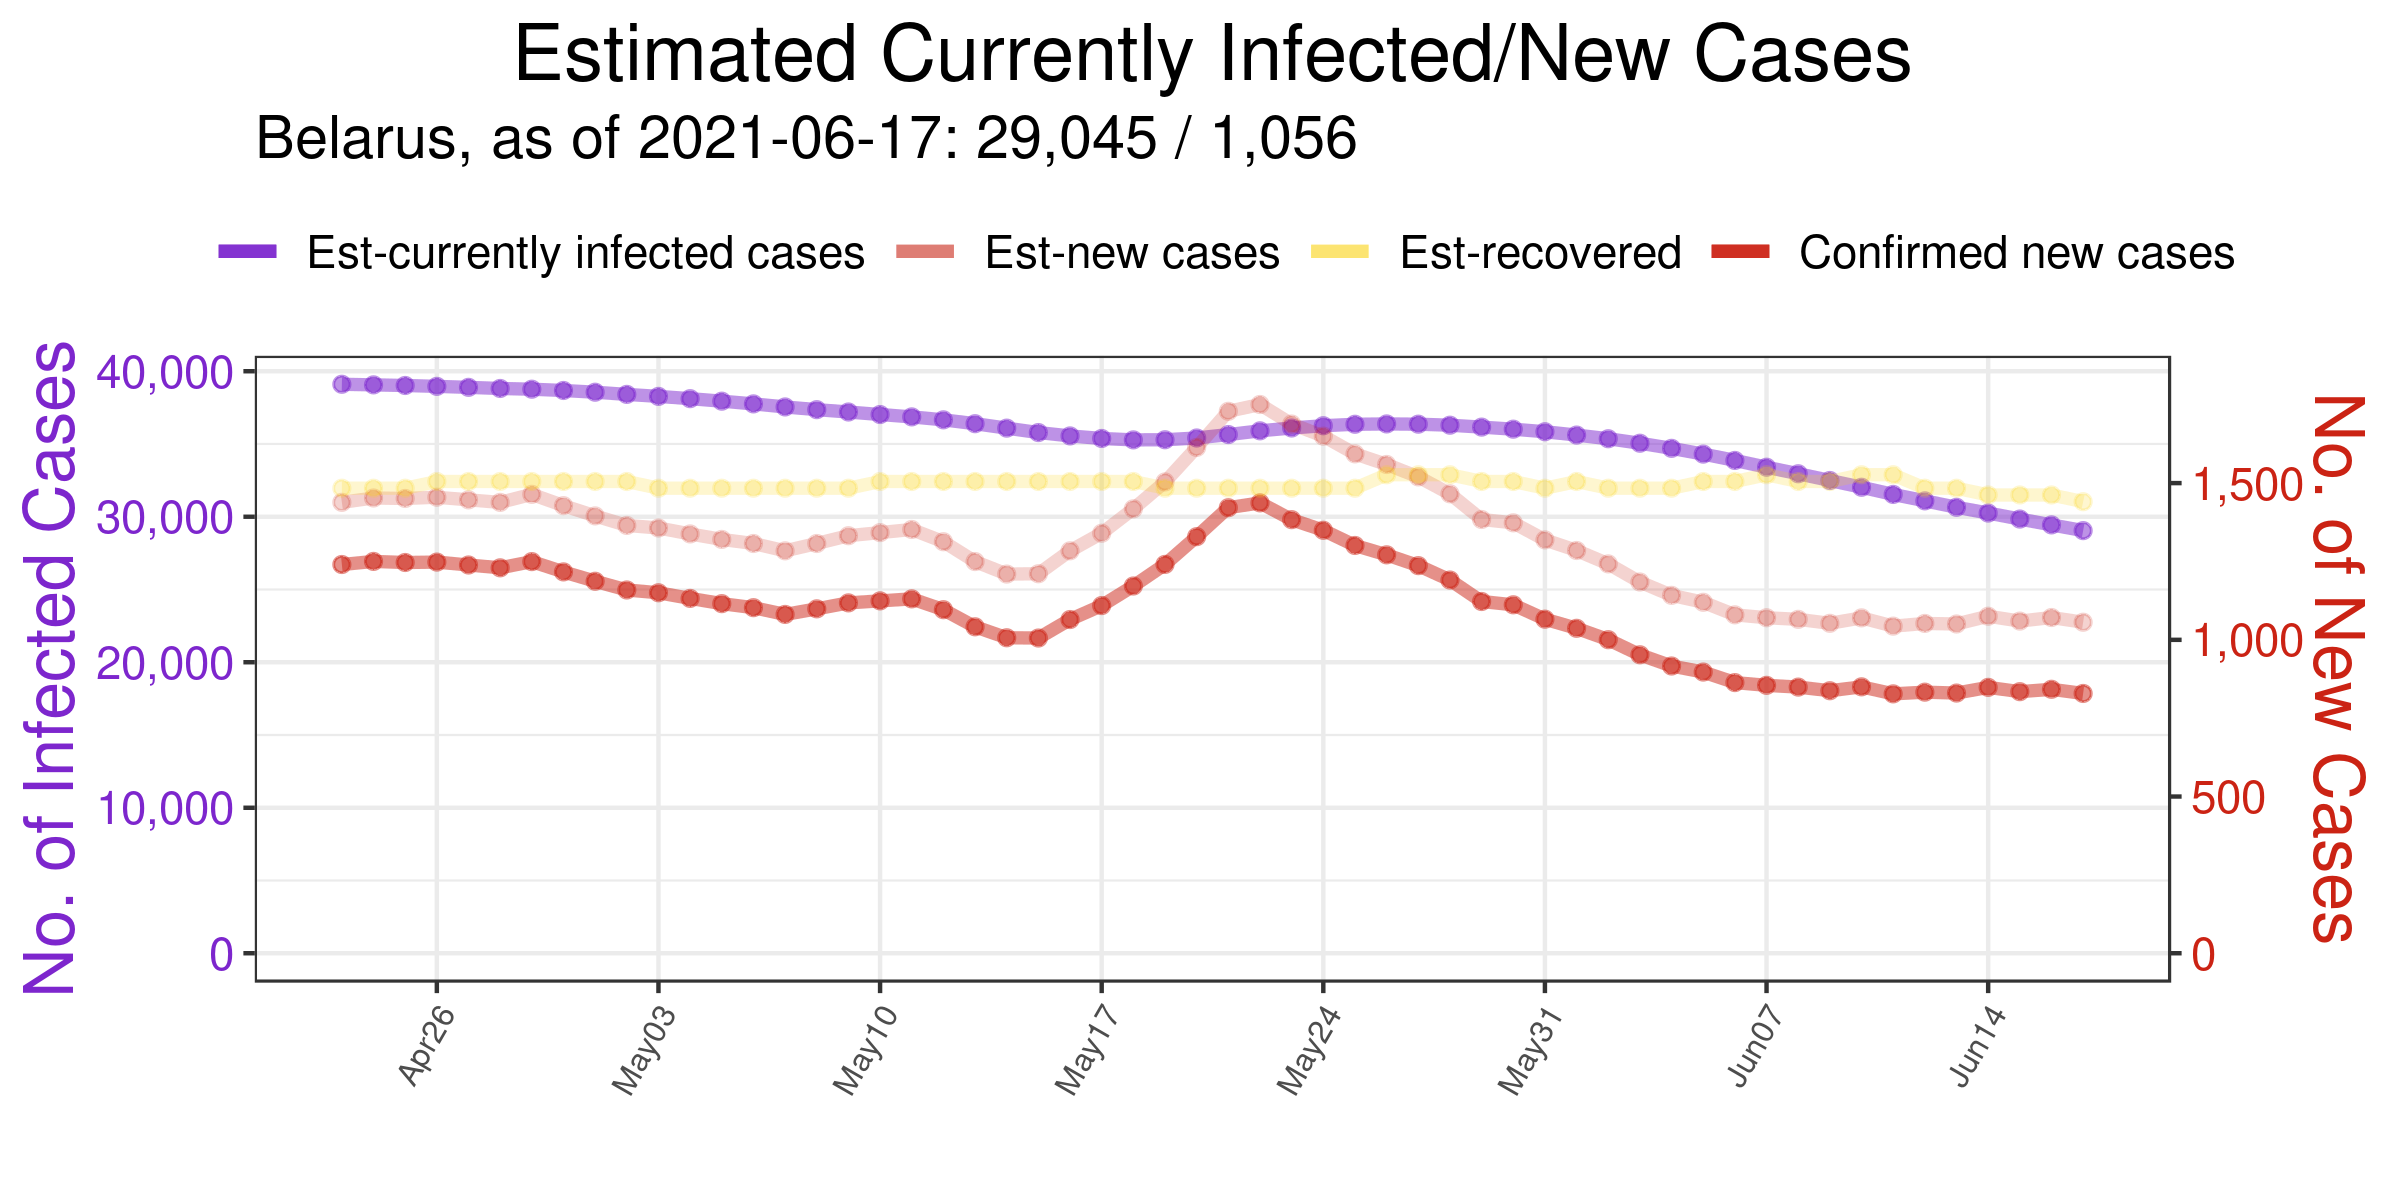 Estimated Currently Infected/New Cases
Belarus, as of 2021-06-17: 29,045 / 1,056
Est-currently infected cases Est-new cases Est-recovered Confirmed new cases
No. of Infected Cases
40,000
30,000
20,000
10,000
0
1,500
1,000
500
0
No. of New Cases
Apr26 May03 May10 May17 May24 May31 Jun07 Jun14